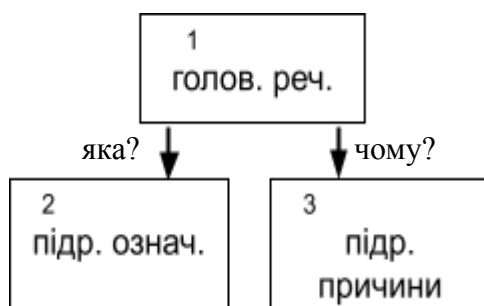 1
голов. реч.
яка?
чому?
2
підр. означ.
3
підр.
причини